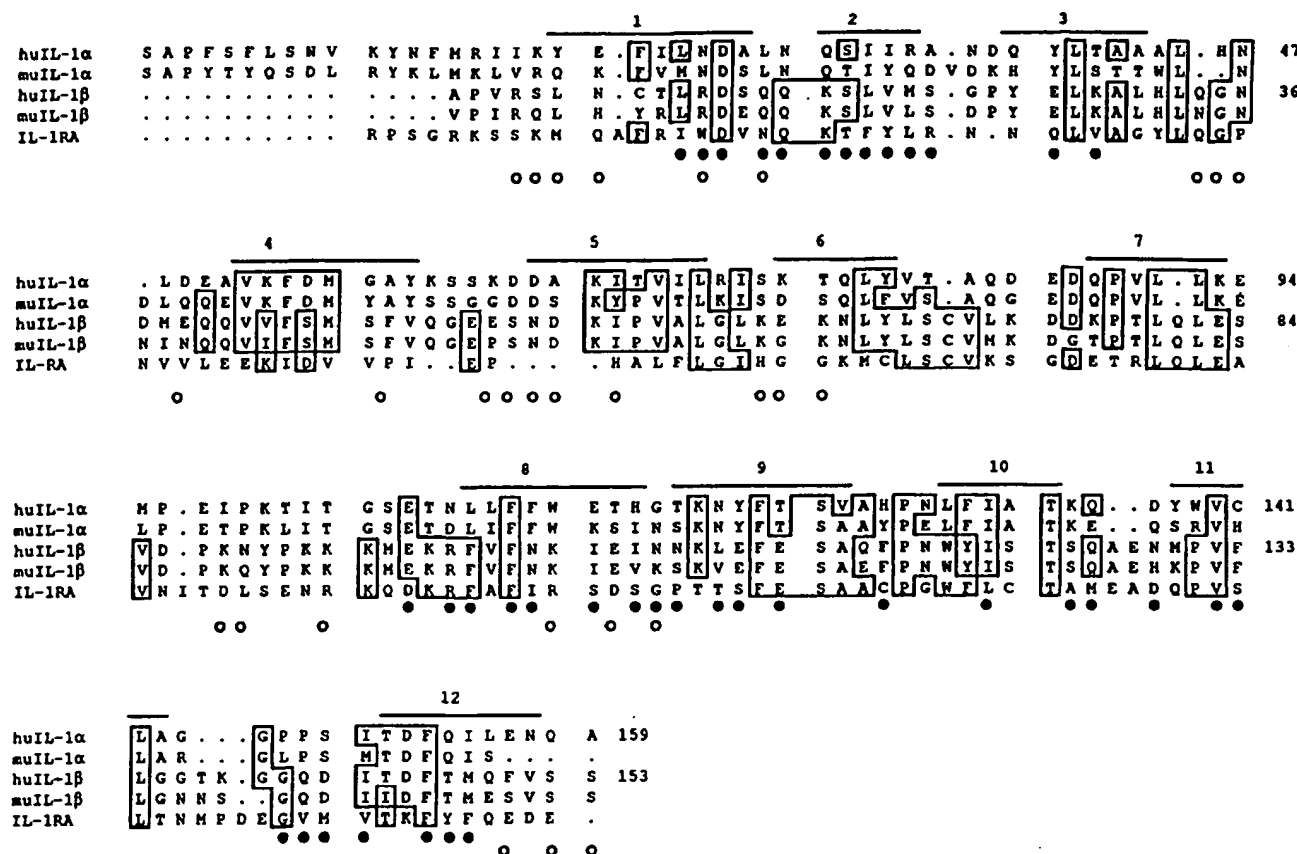 1 2 3
huIL-1α S A P F S F L S N V K Y N F M R I I K Y E . F I L N D A L N Q S I I R A . N D Q Y L T A A A L . H N 47
muIL-1α S A P Y T Y Q S D L R Y K L M K L V R Q K . F V M N D S L N Q T I Y Q D V D K H Y L S T T W L . . N
huIL-1β . . . . . . . . . . . . . . A P V R S L N . C T L R D S Q Q K S L V M S . G P Y E L K A L H L Q G N 36
muIL-1β . . . . . . . . . . . . . . V P I R Q L H . Y R L R D E Q Q K S L V L S . D P Y E L K A L H L N G N
IL-1RA . . . . . . . . . . R P S G R K S S K M Q A F R I W D V N Q K T F Y L R . N . N Q L V A G Y L Q G P
4 5 6 7
huIL-1α . L D E A V K F D M G A Y K S S K D D A K I T V I L R I S K T Q L Y V T . A Q D E D Q P V L . L K E 94
muIL-1α D L Q Q E V K F D M Y A Y S S G G D D S K Y P V T L K I S D S Q L F V S . A Q G E D Q P V L . L K E
huIL-1β D M E Q Q V V F S M S F V Q G E E S N D K I P V A L G L K E K N L Y L S C V L K D D K P T L Q L E S 84
muIL-1β N I N Q Q V I F S M S F V Q G E P S N D K I P V A L G L K G K N L Y L S C V M K D G T P T L Q L E S
IL-RA N V V L E E K I D V V P I . . E P . . . . H A L F L G I H G G K M C L S C V K S G D E T R L Q L E A
8 9 10 11
huIL-1α M P . E I P K T I T G S E T N L L F F W E T H G T K N Y F T S V A H P N L F I A T K Q . . D Y W V C 141
muIL-1α L P . E T P K L I T G S E T D L I F F W K S I N S K N Y F T S A A Y P E L F I A T K E . . Q S R V H
huIL-1β V D . P K N Y P K K K M E K R F V F N K I E I N N K L E F E S A Q F P N W Y I S T S Q A E N M P V F 133
muIL-1β V D . P K Q Y P K K K M E K R F V F N K I E V K S K V E F E S A E F P N W Y I S T S Q A E H K P V F
IL-1RA V N I T D L S E N R K Q D K R F A F I R S D S G P T T S F E S A A C P G W F L C T A M E A D Q P V S
12
huIL-1α L A G . . . G P P S I T D F Q I L E N Q A 159
muIL-1α L A R . . . G L P S M T D F Q I S . . .
huIL-1β L G G T K . G G Q D I T D F T M Q F V S S 153
muIL-1β L G N N S . . G Q D I I D F T M E S V S S
IL-1RA L T N M P D E G V M V T K F Y F Q E D E .